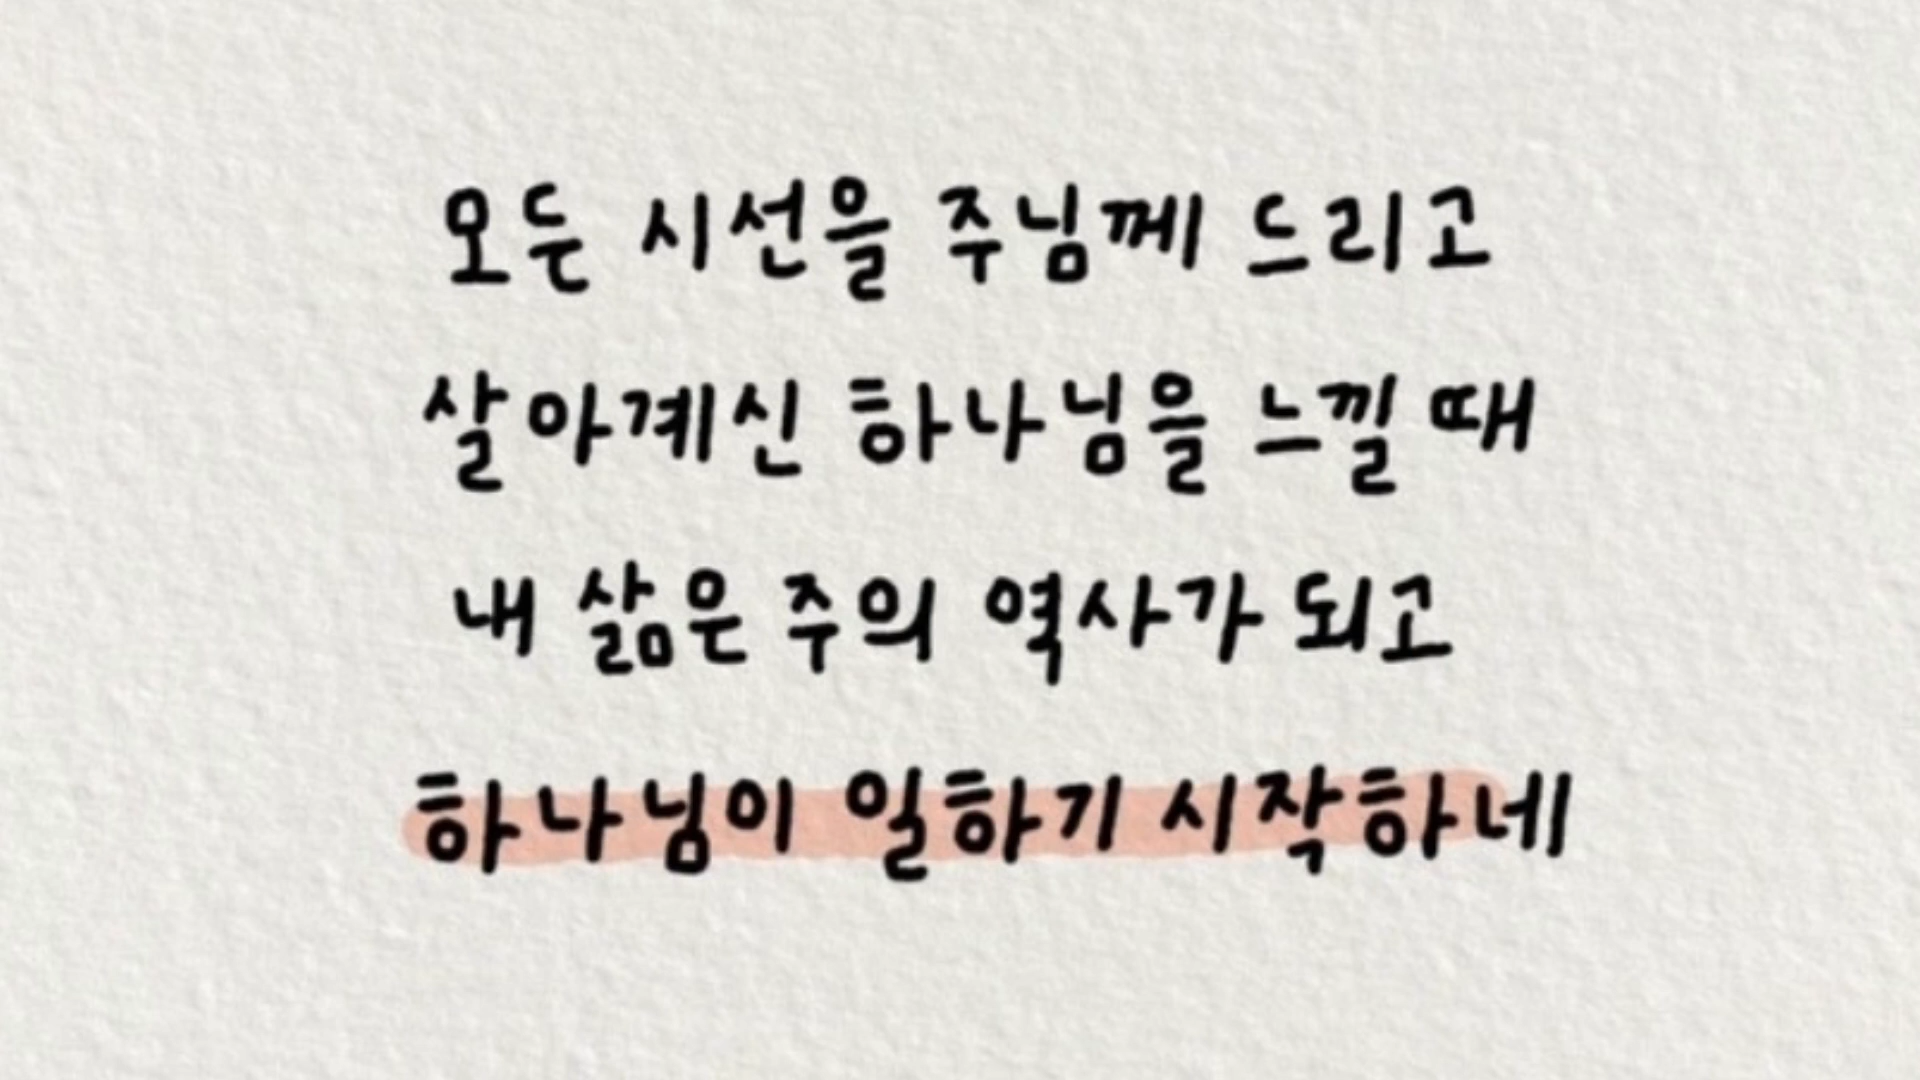 모든 시선을 주님께 드리고
살아계신 하나님을 느낄 때
내 삶은 주의 역사가 되고
하나님이 일하기 시작하네